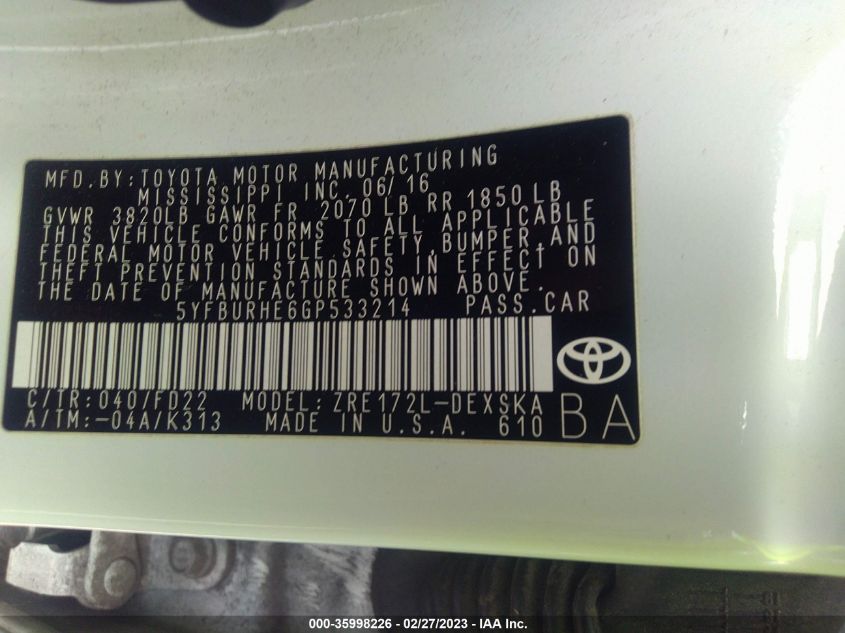 MFD.BY: TOYOTA MOTOR MANUFACTURING
MISSISSIPPI INC. 06/16
GVWR 3820LB GAWR FR 2070 LB RR 1850 LB
THIS VEHICLE CONFORMS TO ALL APPLICABLE
FEDERAL MOTOR VEHICLE SAFETY, BUMPER, AND
THEFT PREVENTION STANDARDS IN EFFECT ON
THE DATE OF MANUFACTURE SHOWN ABOVE.
5YFBURHE6GP533214 PASS.CAR
C/TR: 040/FD22 MODEL: ZRE172L-DEXSKA
A/TM:-04A/K313 MADE IN U.S.A. 610
BA
000-35998226 - 02/27/2023 - IAA Inc.